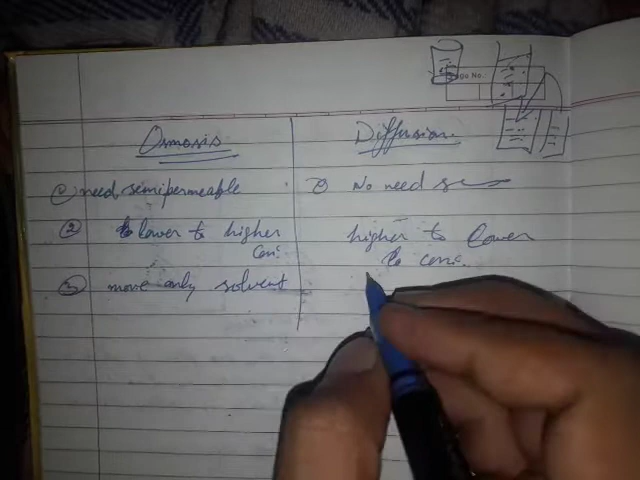 No.
Osmosis Diffusion.
① need semipermeable ① No need
② lower to higher higher to lower
Conc. conc.
③ move only solvent